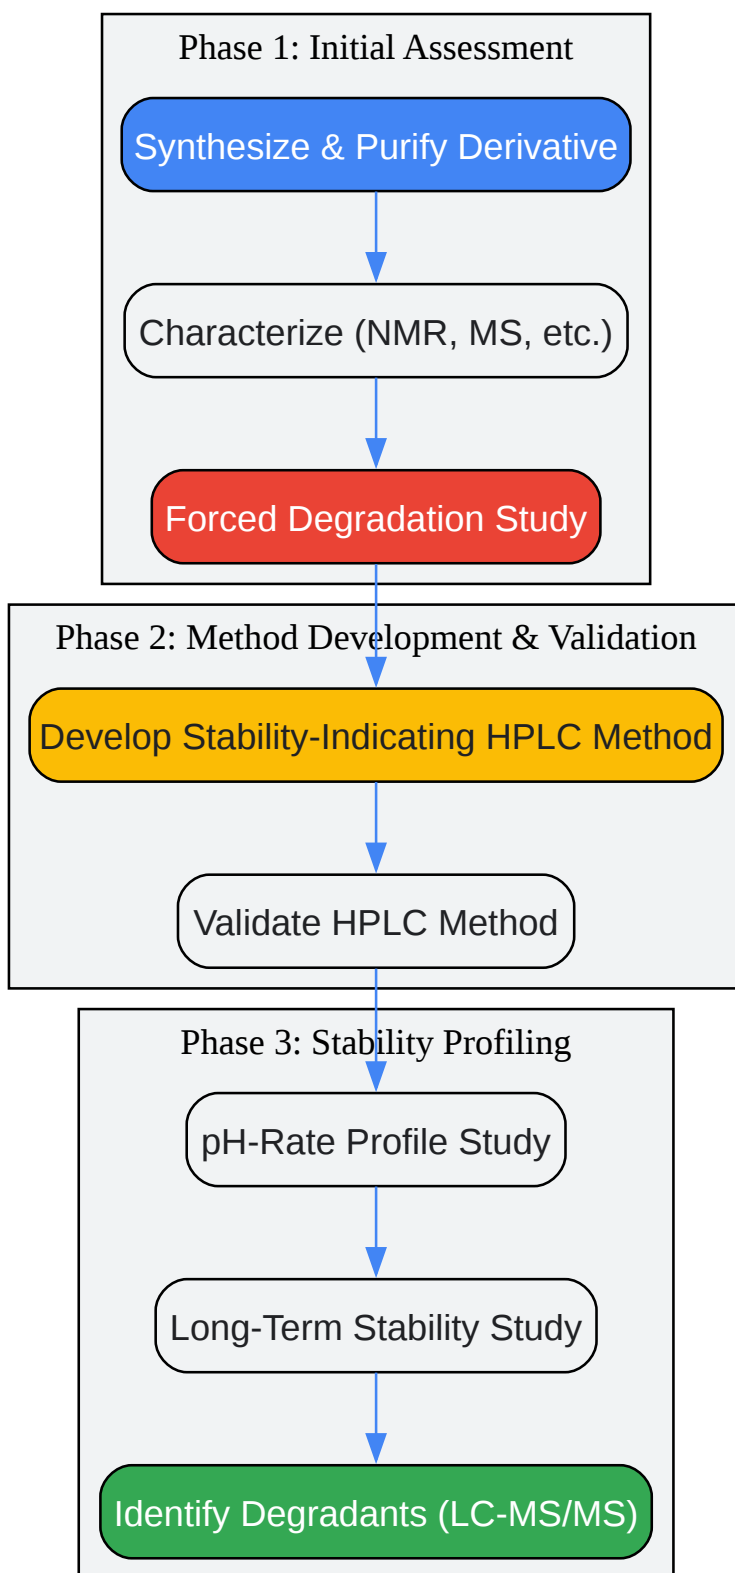 Phase 1: Initial Assessment
Synthesize & Purify Derivative
Characterize (NMR, MS, etc.)
Forced Degradation Study
Phase 2: Method Development & Validation
Develop Stability-Indicating HPLC Method
Validate HPLC Method
Phase 3: Stability Profiling
pH-Rate Profile Study
Long-Term Stability Study
Identify Degradants (LC-MS/MS)